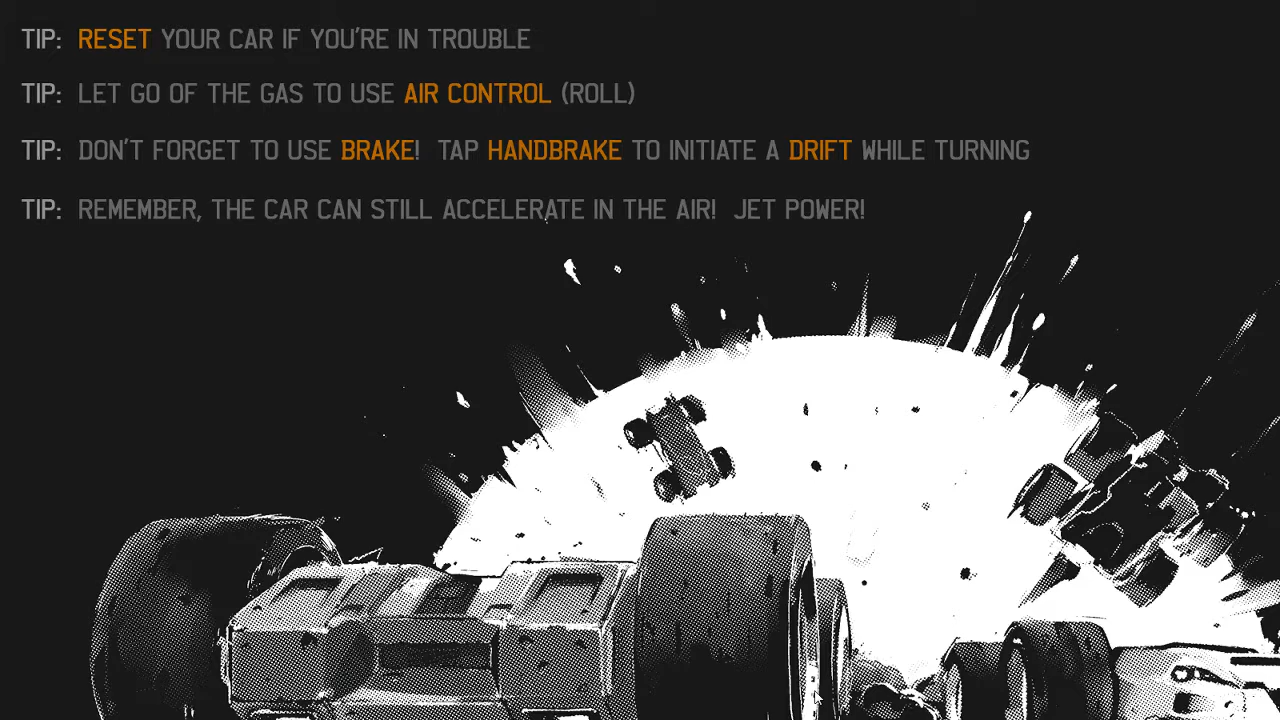 TIP: RESET YOUR CAR IF YOU'RE IN TROUBLE
TIP: LET GO OF THE GAS TO USE AIR CONTROL (ROLL)
TIP: DON'T FORGET TO USE BRAKE! TAP HANDBRAKE TO INITIATE A DRIFT WHILE TURNING
TIP: REMEMBER, THE CAR CAN STILL ACCELERATE IN THE AIR! JET POWER!